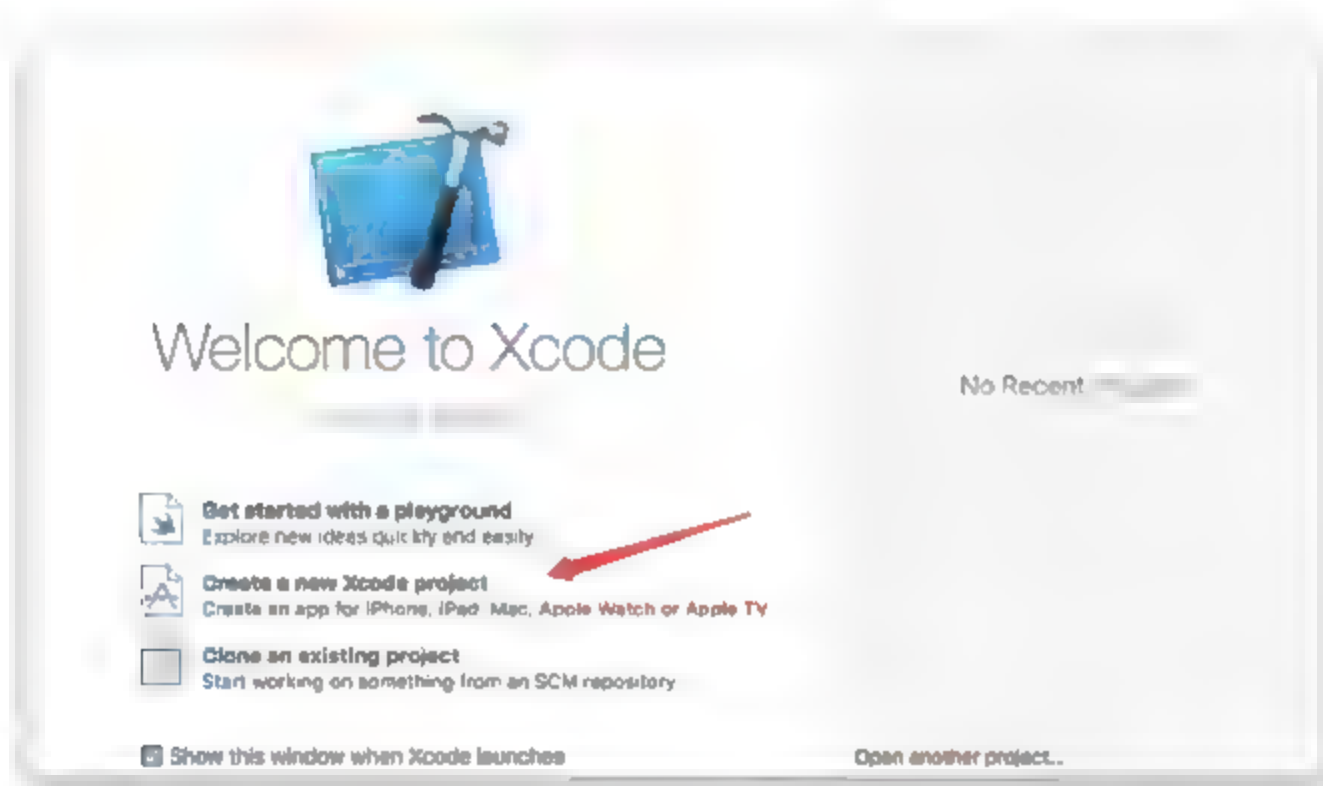 Welcome to Xcode
No Recent
Get started with a playground
Explore new ideas quickly and easily
Create a new Xcode project
Create an app for iPhone, iPad, Mac, Apple Watch or Apple TV
Clone an existing project
Start working on something from an SCM repository
Show this window when Xcode launches
Open another project...